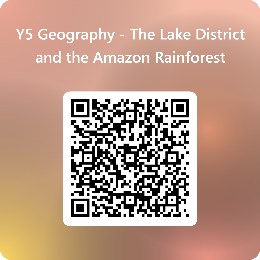 Y5 Geography - The Lake District
and the Amazon Rainforest